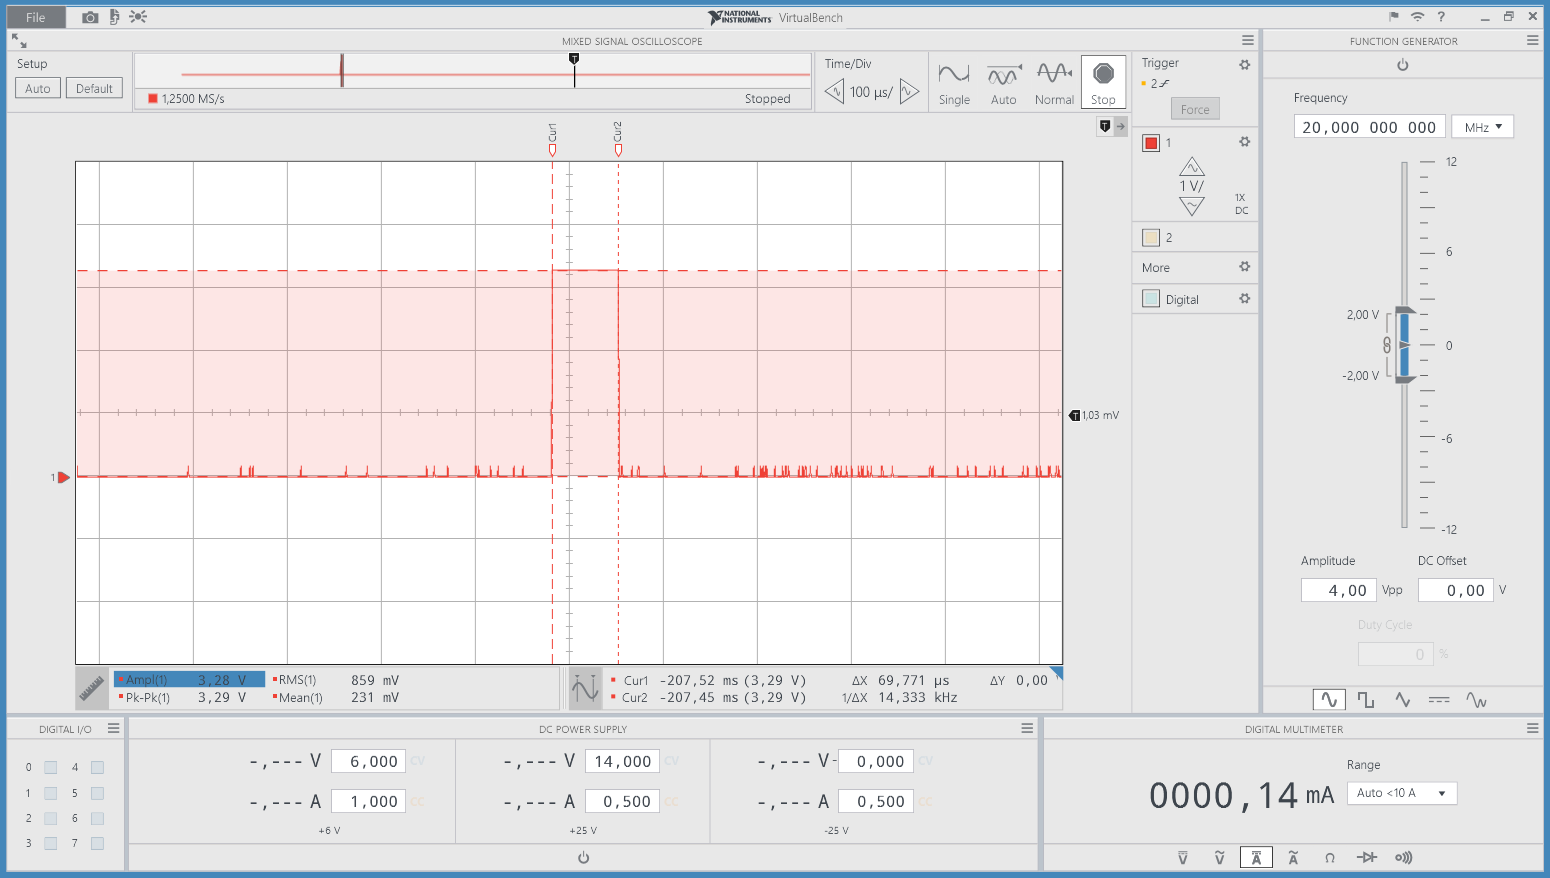 File
NATIONAL INSTRUMENTS VirtualBench
?
MIXED SIGNAL OSCILLOSCOPE
FUNCTION GENERATOR
Setup
Auto Default
T
1,2500 MS/s
Stopped
Time/Div
100 µs/
Single Auto Normal Stop
Trigger
2
Force
T
Cur1 Cur2
1
1 V/
1X
DC
2
More
Digital
T 1,03 mV
1
Frequency
20,000 000 000 MHz
12
6
2,00 V
0
-2,00 V
-6
-12
Amplitude DC Offset
4,00 Vpp 0,00 V
Duty Cycle
0 %
Ampl(1) 3,28 V RMS(1) 859 mV
Pk-Pk(1) 3,29 V Mean(1) 231 mV
Cur1 -207,52 ms (3,29 V) ΔX 69,771 µs ΔY 0,00
Cur2 -207,45 ms (3,29 V) 1/ΔX 14,333 kHz
DIGITAL I/O
0 4
1 5
2 6
3 7
DC POWER SUPPLY
-,--- V 6,000 CV
-,--- A 1,000 CC
+6 V
-,--- V 14,000 CV
-,--- A 0,500 CC
+25 V
-,--- V - 0,000 CV
-,--- A 0,500 CC
-25 V
DIGITAL MULTIMETER
0000,14 mA
Range
Auto <10 A
V V A A Ω